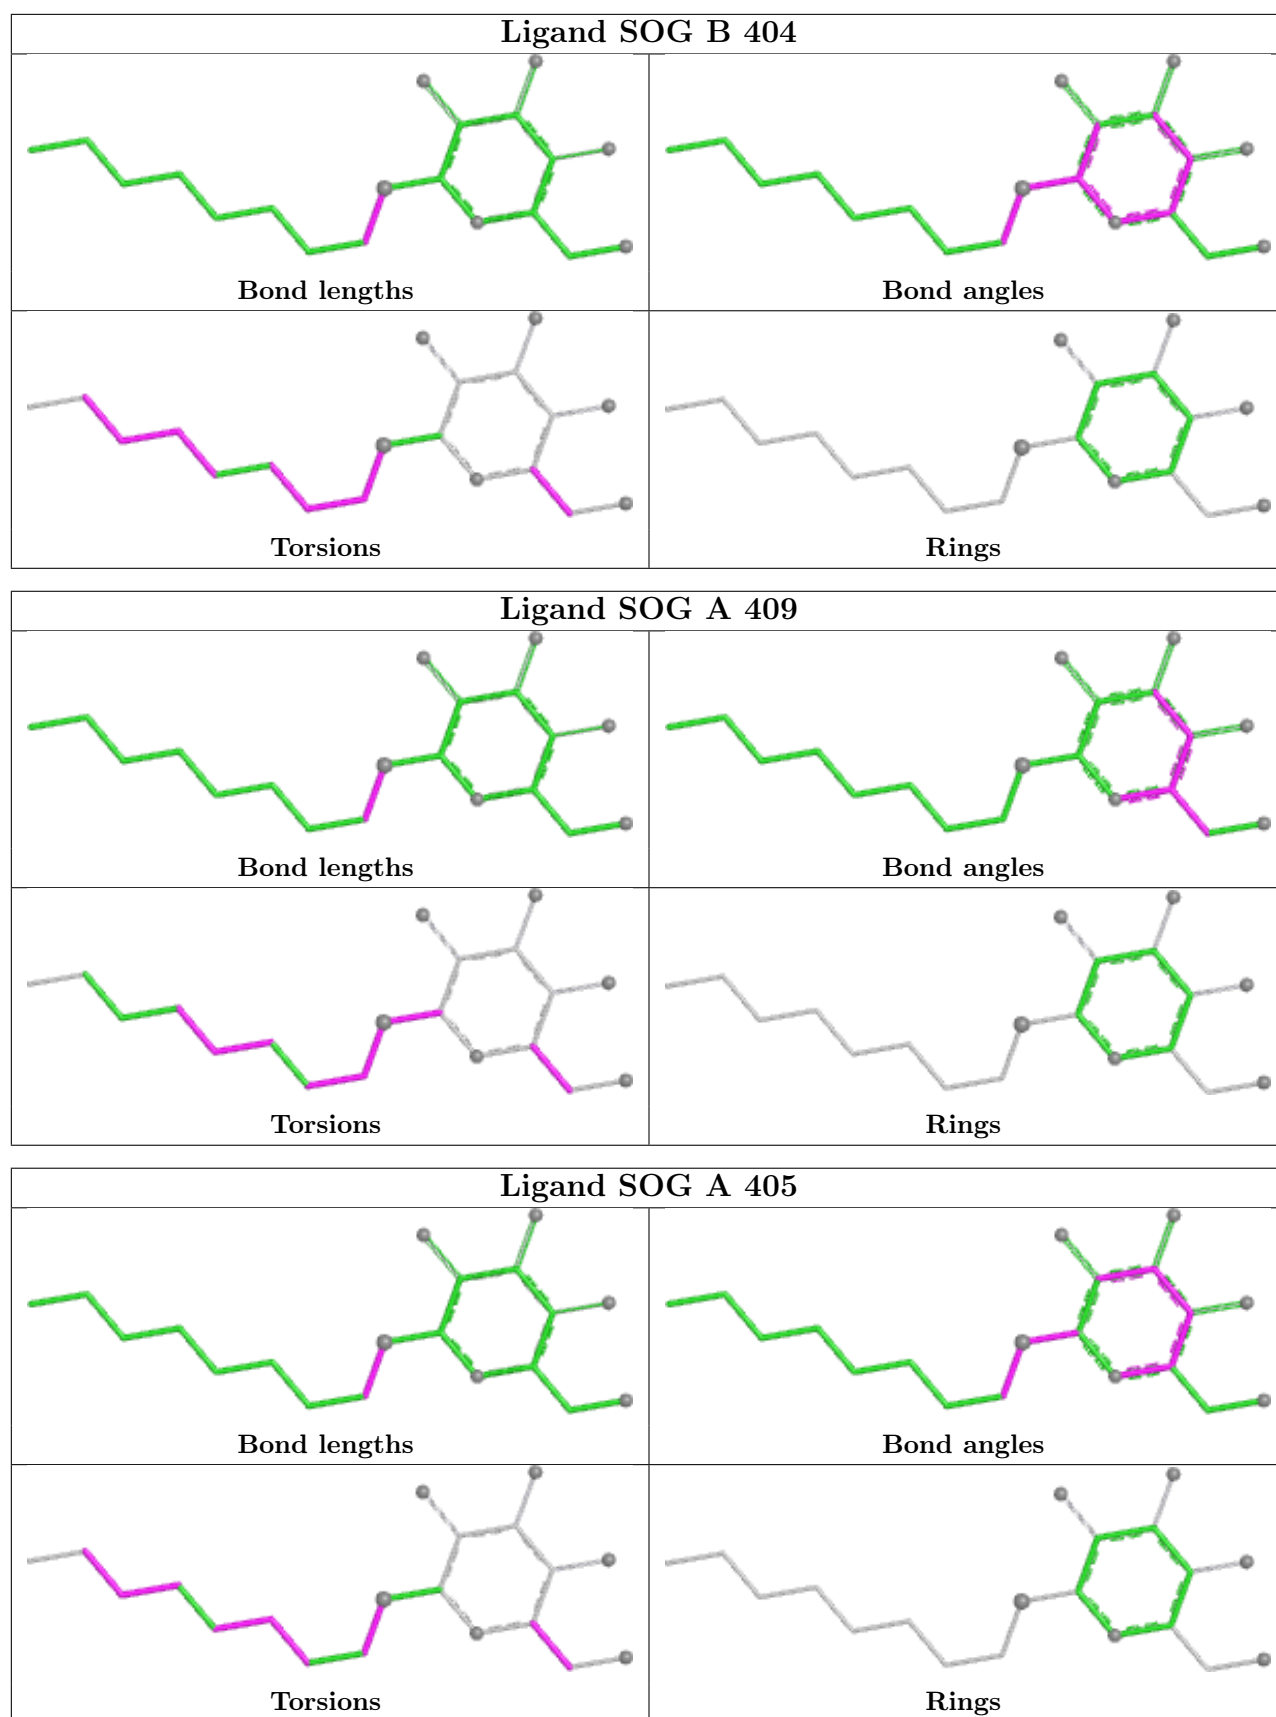 Ligand SOG B 404
Bond lengths
Bond angles
Torsions
Rings
Ligand SOG A 409
Bond lengths
Bond angles
Torsions
Rings
Ligand SOG A 405
Bond lengths
Bond angles
Torsions
Rings